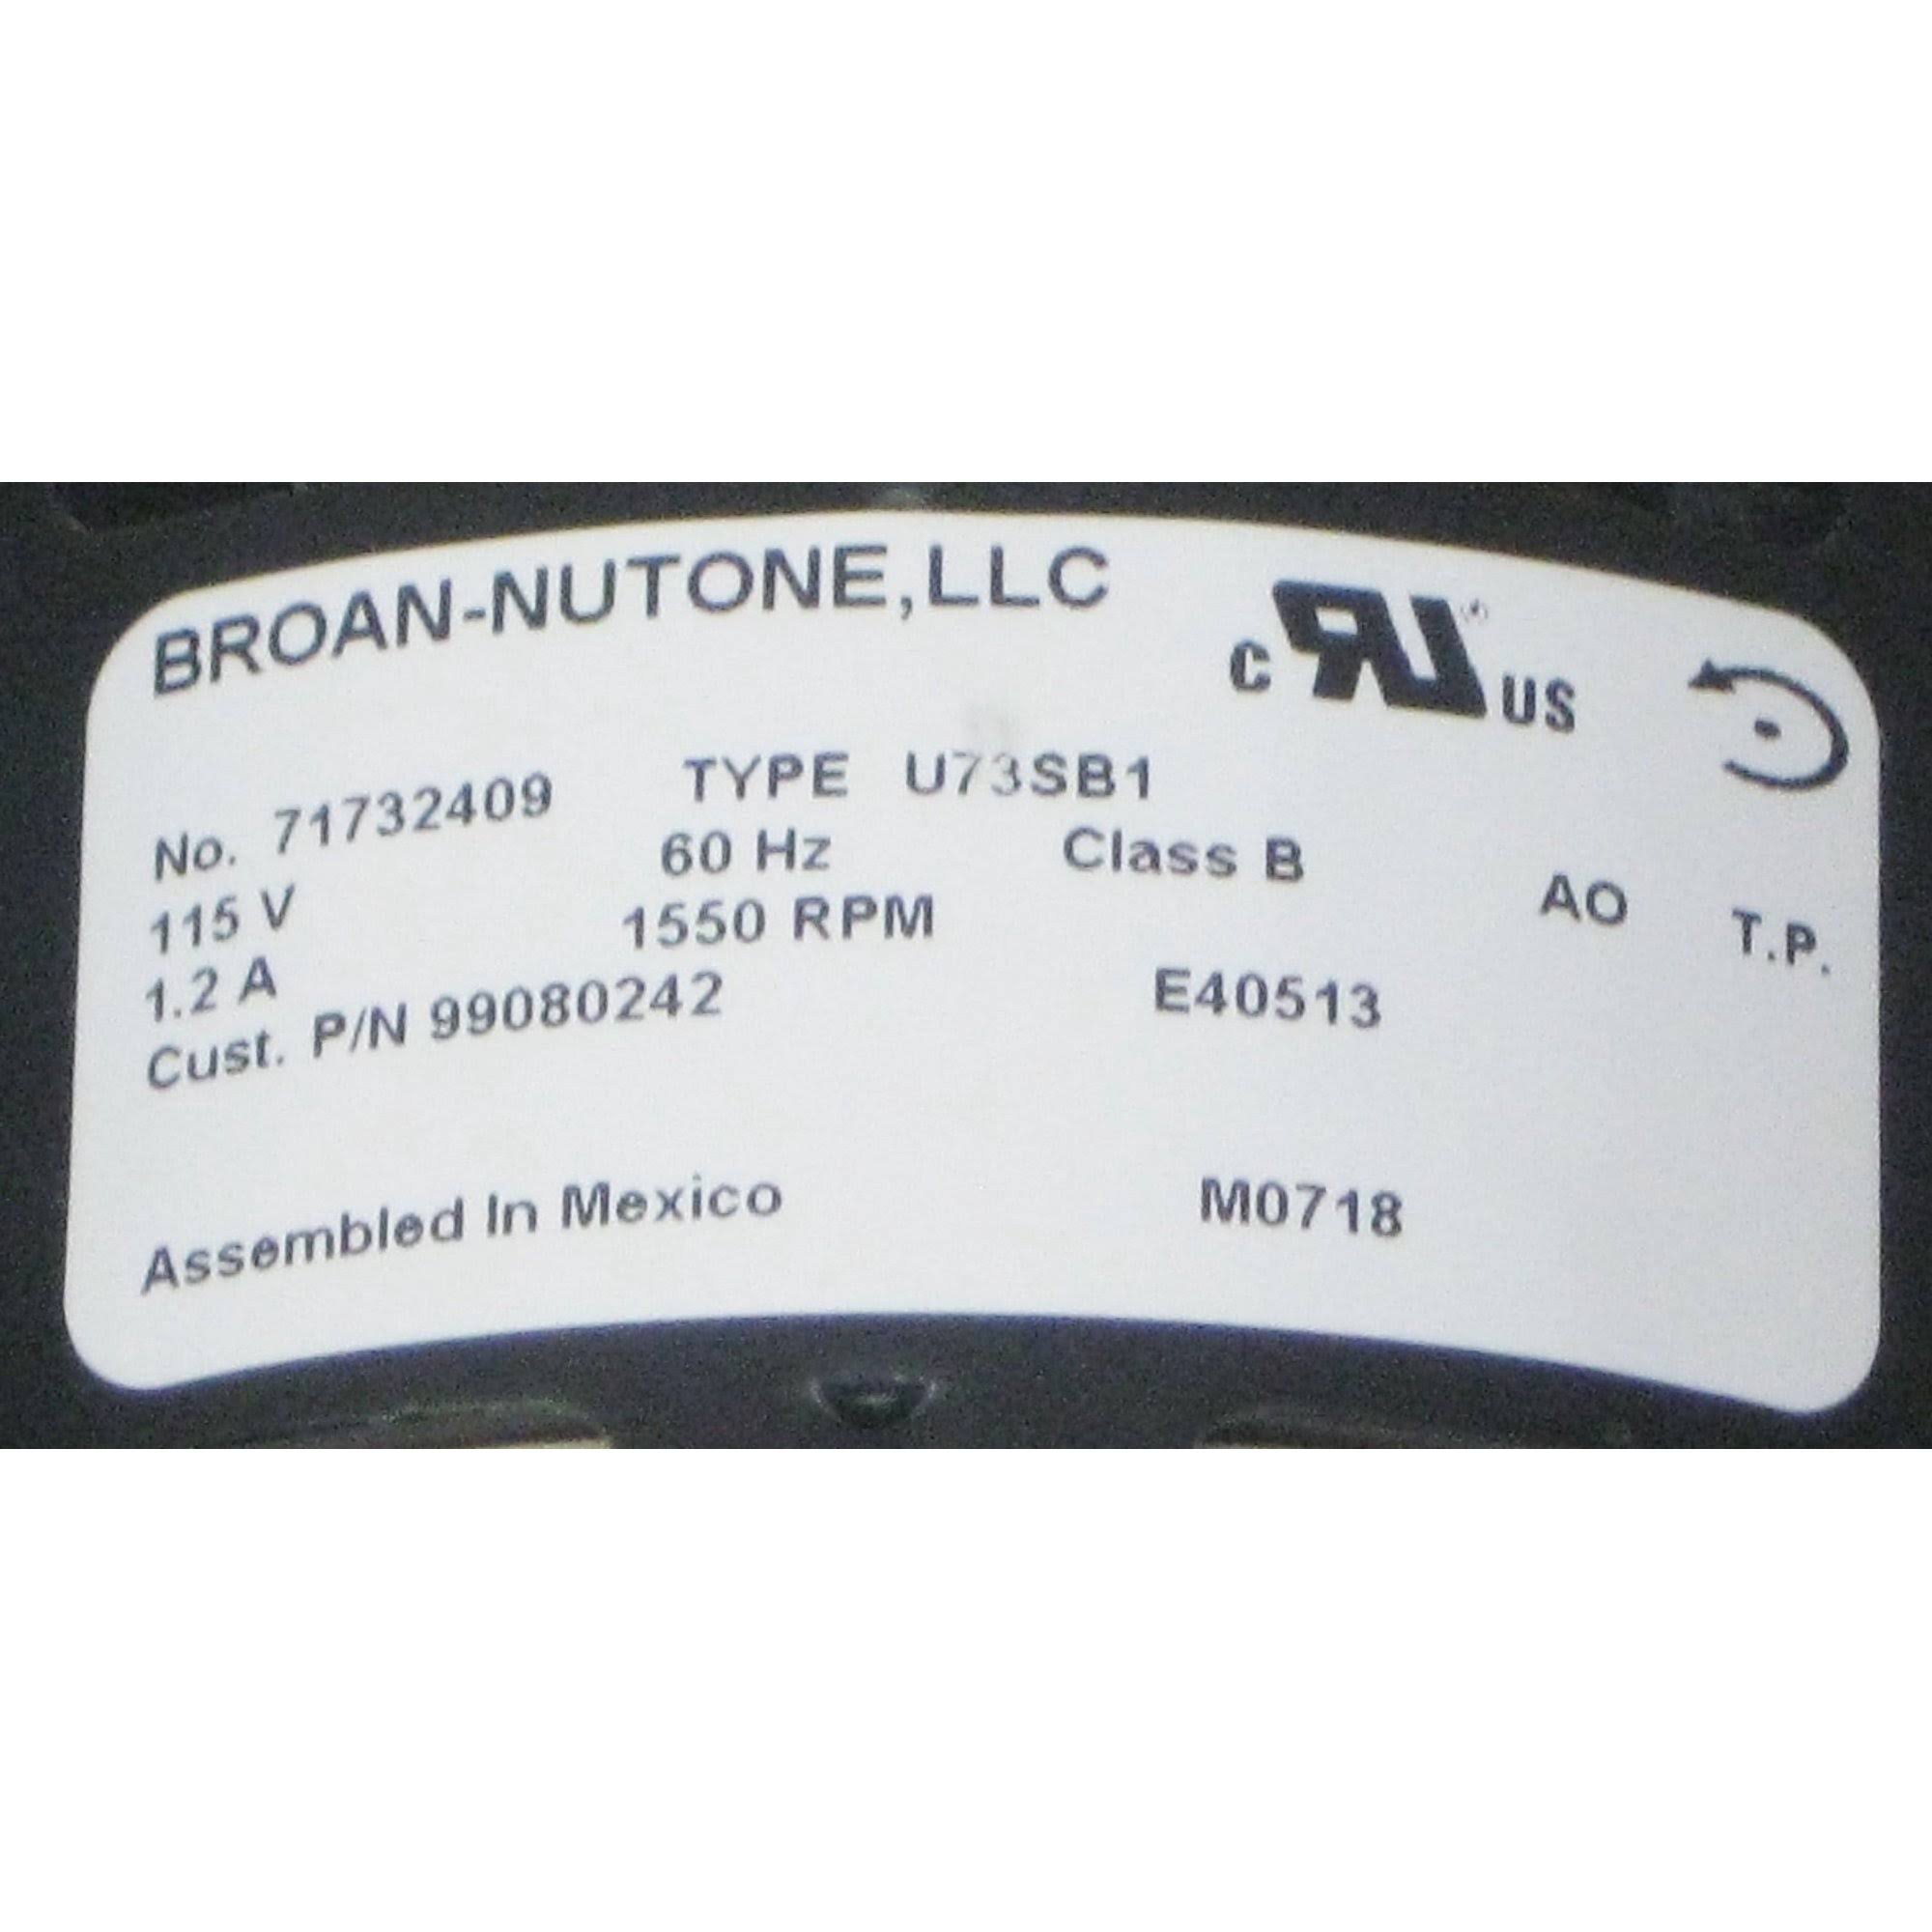 BROAN-NUTONE,LLC
c RU US
No. 71732409 TYPE U73SB1
115 V 60 Hz Class B AO T.P.
1.2 A 1550 RPM
Cust. P/N 99080242 E40513
Assembled In Mexico M0718